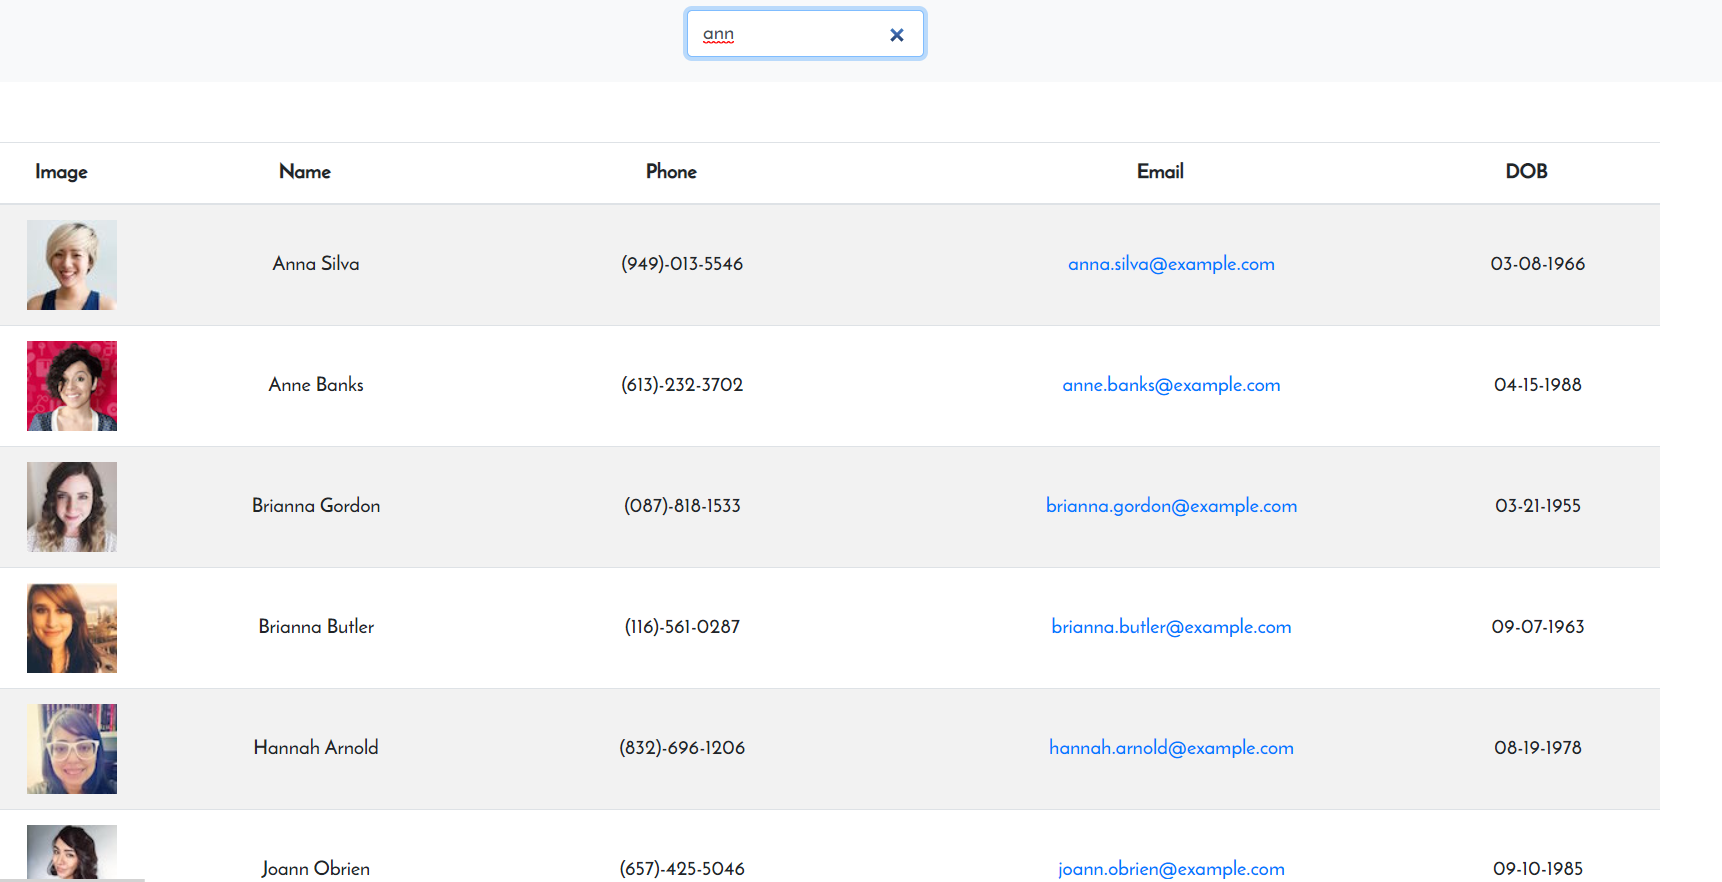 ann
Image Name Phone Email DOB
Anna Silva (949)-013-5546 anna.silva@example.com 03-08-1966
Anne Banks (613)-232-3702 anne.banks@example.com 04-15-1988
Brianna Gordon (087)-818-1533 brianna.gordon@example.com 03-21-1955
Brianna Butler (116)-561-0287 brianna.butler@example.com 09-07-1963
Hannah Arnold (832)-696-1206 hannah.arnold@example.com 08-19-1978
Joann Obrien (657)-425-5046 joann.obrien@example.com 09-10-1985